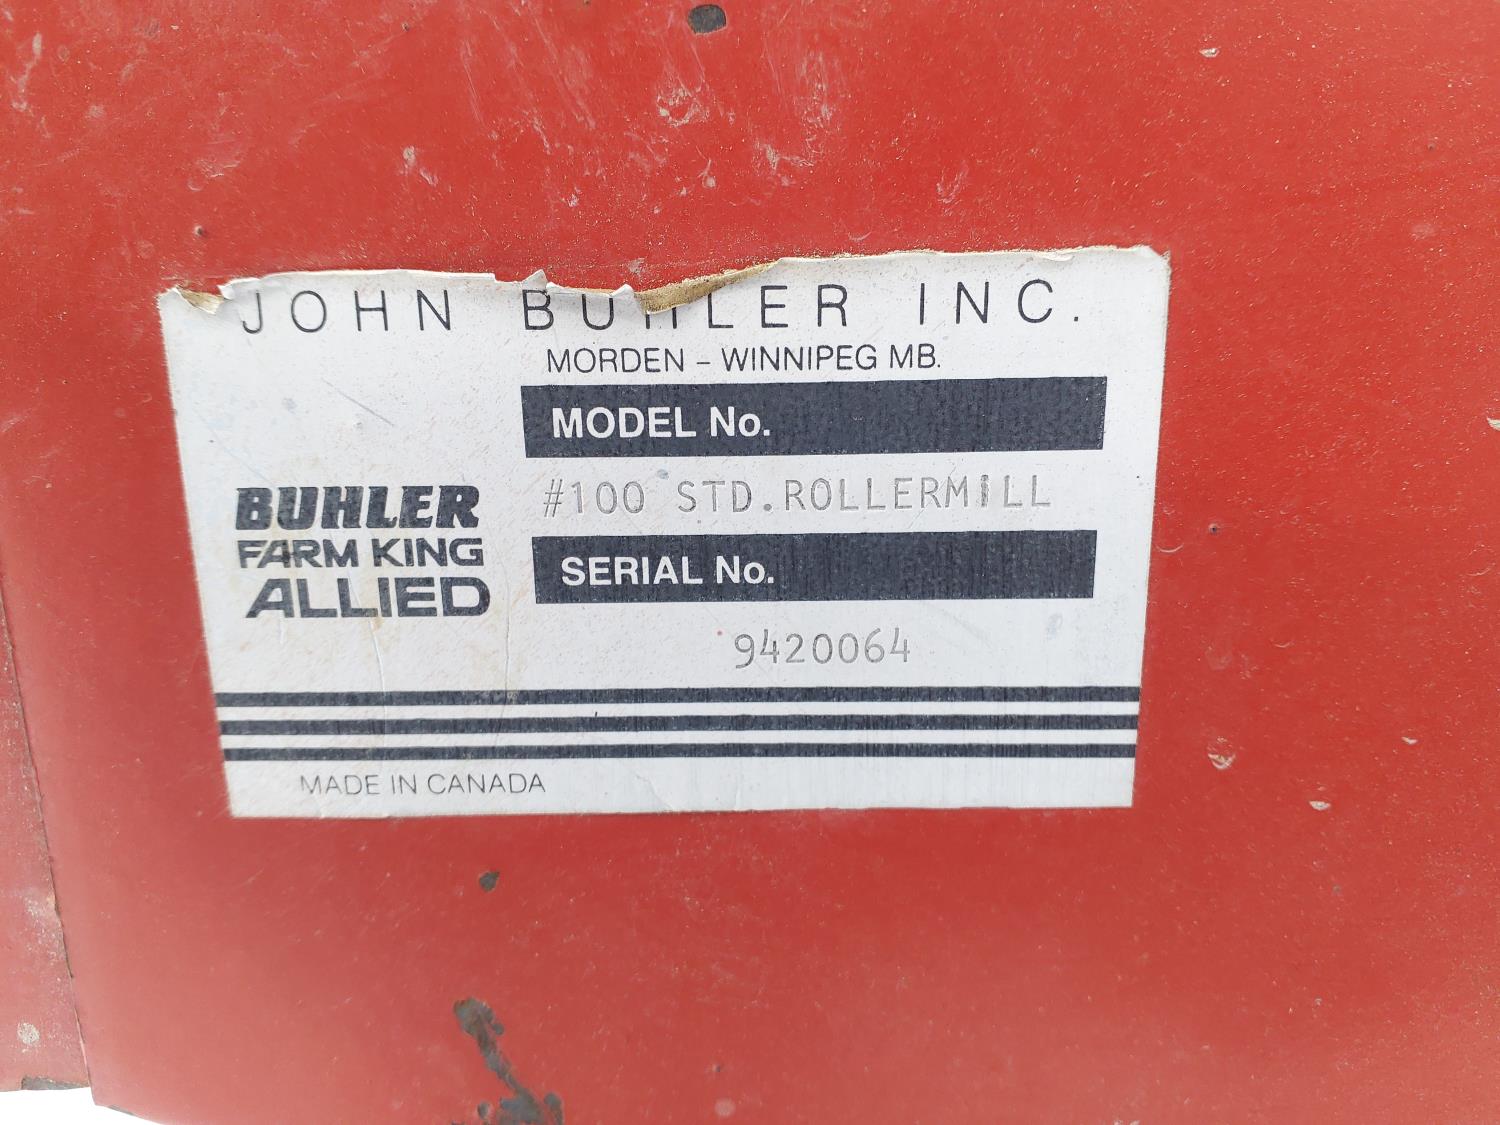 JOHN BUHLER INC.
MORDEN - WINNIPEG MB.
MODEL No.
#100 STD.ROLLERMILL
BUHLER
FARM KING
ALLIED
SERIAL No.
9420064
MADE IN CANADA